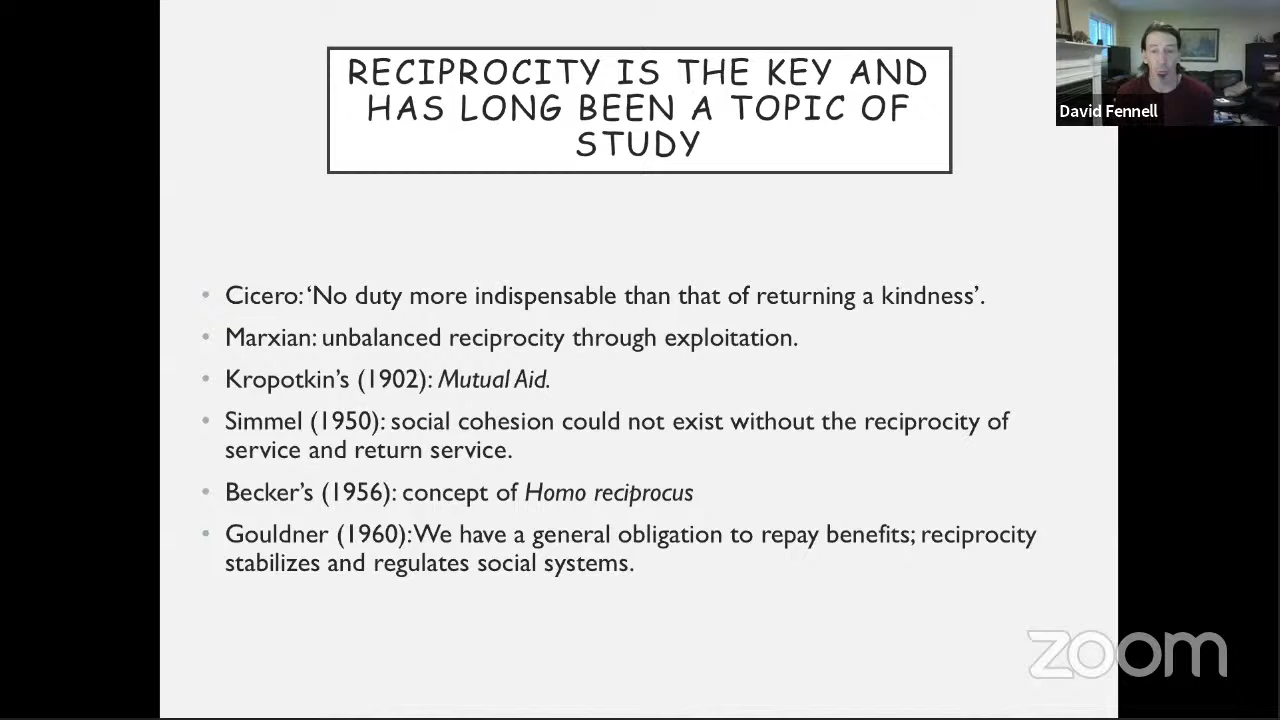 RECIPROCITY IS THE KEY AND
HAS LONG BEEN A TOPIC OF
STUDY
David Fennell
• Cicero: ‘No duty more indispensable than that of returning a kindness’.
• Marxian: unbalanced reciprocity through exploitation.
• Kropotkin’s (1902): Mutual Aid.
• Simmel (1950): social cohesion could not exist without the reciprocity of
service and return service.
• Becker’s (1956): concept of Homo reciprocus
• Gouldner (1960): We have a general obligation to repay benefits; reciprocity
stabilizes and regulates social systems.
zoom